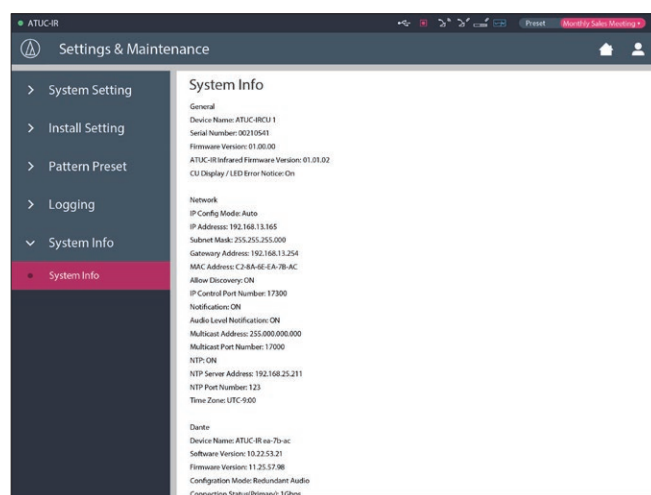 ATUC-IR
Preset
Monthly Sales Meeting
Settings & Maintenance
System Setting
Install Setting
Pattern Preset
Logging
System Info
System Info
System Info
General
Device Name: ATUC-IRCU 1
Serial Number: 00210541
Firmware Version: 01.00.00
ATUC-IR Infrared Firmware Version: 01.01.02
CU Display / LED Error Notice: On
Network
IP Config Mode: Auto
IP Addresss: 192.168.13.165
Subnet Mask: 255.255.255.000
Gateway Address: 192.168.13.254
MAC Address: C2-8A-6E-EA-7B-AC
Allow Discovery: ON
IP Control Port Number: 17300
Notification: ON
Audio Level Notification: ON
Multicast Address: 255.000.000.000
Multicast Port Number: 17000
NTP: ON
NTP Server Address: 192.168.25.211
NTP Port Number: 123
Time Zone: UTC-9:00
Dante
Device Name: ATUC-IR ea-7b-ac
Software Version: 10.22.53.21
Firmware Version: 11.25.57.98
Configration Mode: Redundant Audio
Connection Status(Primary): 1Gbps